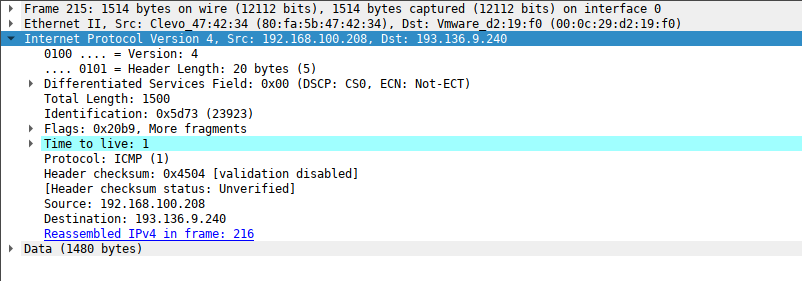 Frame 215: 1514 bytes on wire (12112 bits), 1514 bytes captured (12112 bits) on interface 0
Ethernet II, Src: Clevo_47:42:34 (80:fa:5b:47:42:34), Dst: Vmware_d2:19:f0 (00:0c:29:d2:19:f0)
Internet Protocol Version 4, Src: 192.168.100.208, Dst: 193.136.9.240
0100 .... = Version: 4
.... 0101 = Header Length: 20 bytes (5)
Differentiated Services Field: 0x00 (DSCP: CS0, ECN: Not-ECT)
Total Length: 1500
Identification: 0x5d73 (23923)
Flags: 0x20b9, More fragments
Time to live: 1
Protocol: ICMP (1)
Header checksum: 0x4504 [validation disabled]
[Header checksum status: Unverified]
Source: 192.168.100.208
Destination: 193.136.9.240
Reassembled IPv4 in frame: 216
Data (1480 bytes)